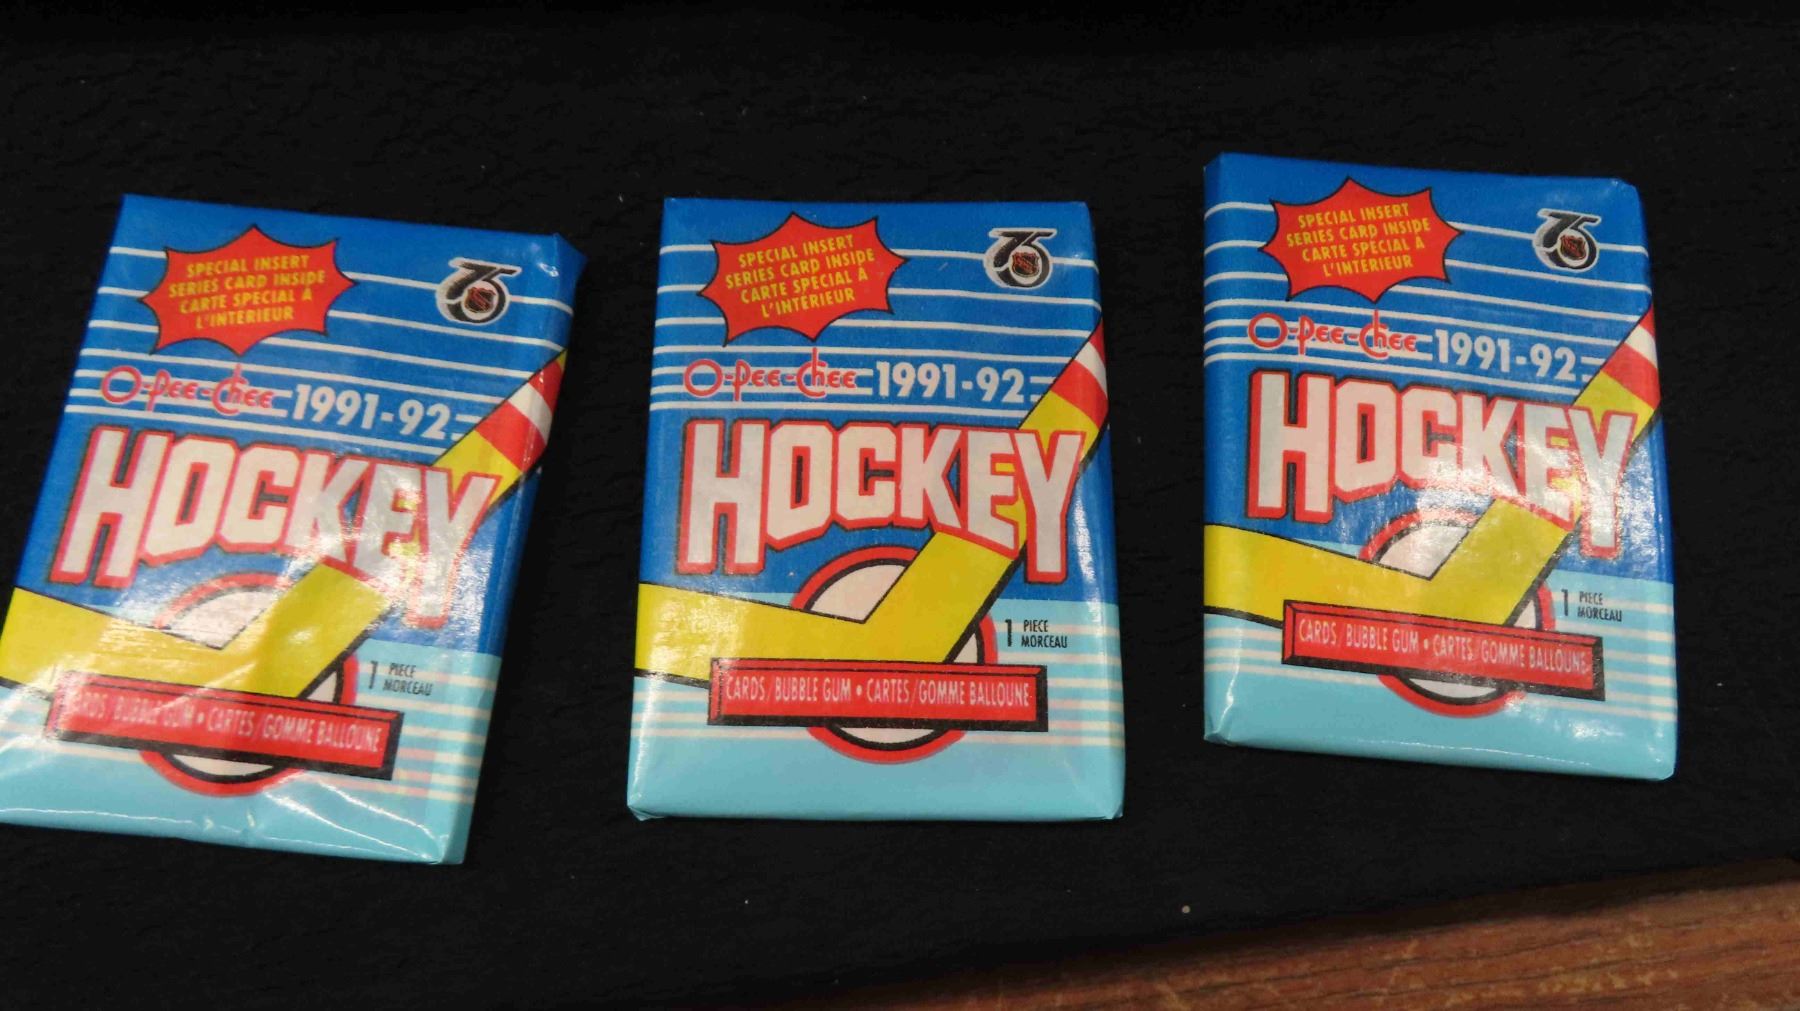 SPECIAL INSERT
SERIES CARD INSIDE
CARTE SPECIAL À
L'INTERIEUR
75
O-Pee-Chee 1991-92
HOCKEY
1 PIECE
MORCEAU
CARDS/BUBBLE GUM • CARTES/GOMME BALLOUNE
SPECIAL INSERT
SERIES CARD INSIDE
CARTE SPECIAL À
L'INTERIEUR
75
O-Pee-Chee 1991-92
HOCKEY
1 PIECE
MORCEAU
CARDS/BUBBLE GUM • CARTES/GOMME BALLOUNE
SPECIAL INSERT
SERIES CARD INSIDE
CARTE SPECIAL À
L'INTERIEUR
75
O-Pee-Chee 1991-92
HOCKEY
1 PIECE
MORCEAU
CARDS/BUBBLE GUM • CARTES/GOMME BALLOUNE